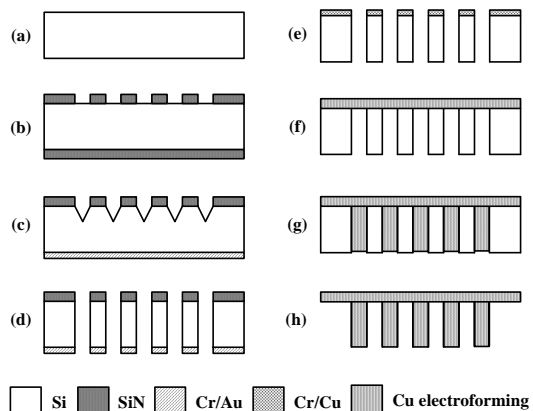 (a)
(b)
(c)
(d)
(e)
(f)
(g)
(h)
Si SiN Cr/Au Cr/Cu Cu electroforming